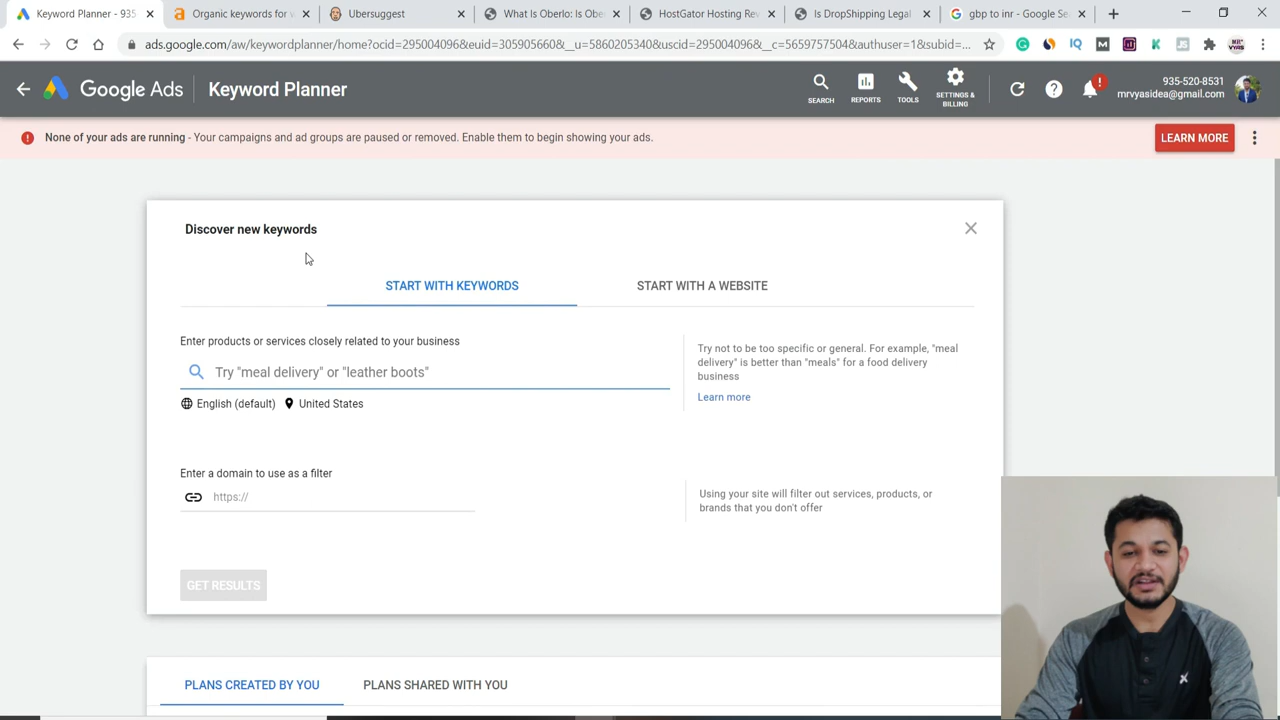 Keyword Planner - 935
Organic keywords for w
Ubersuggest
What Is Oberlo: Is Obe
HostGator Hosting Rev
Is DropShipping Legal
gbp to inr - Google Se
ads.google.com/aw/keywordplanner/home?ocid=295504096&euid=305905560&__u=5860205340&uscid=295004096&__c=5659757504&authuser=1&subid=...
Google Ads
Keyword Planner
SEARCH
REPORTS
TOOLS
SETTINGS &
BILLING
935-520-8531
mrvyasidea@gmail.com
None of your ads are running - Your campaigns and ad groups are paused or removed. Enable them to begin showing your ads.
LEARN MORE
Discover new keywords
START WITH KEYWORDS
START WITH A WEBSITE
Enter products or services closely related to your business
Try "meal delivery" or "leather boots"
English (default)
United States
Try not to be too specific or general. For example, "meal
delivery" is better than "meals" for a food delivery
business
Learn more
Enter a domain to use as a filter
https://
Using your site will filter out services, products, or
brands that you don't offer
GET RESULTS
PLANS CREATED BY YOU
PLANS SHARED WITH YOU